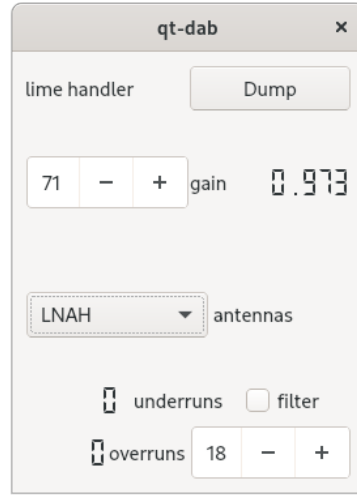 qt-dab ×
lime handler Dump
71 − + gain 0.973
LNAH antennas
0 underruns filter
0 overruns 18 − +